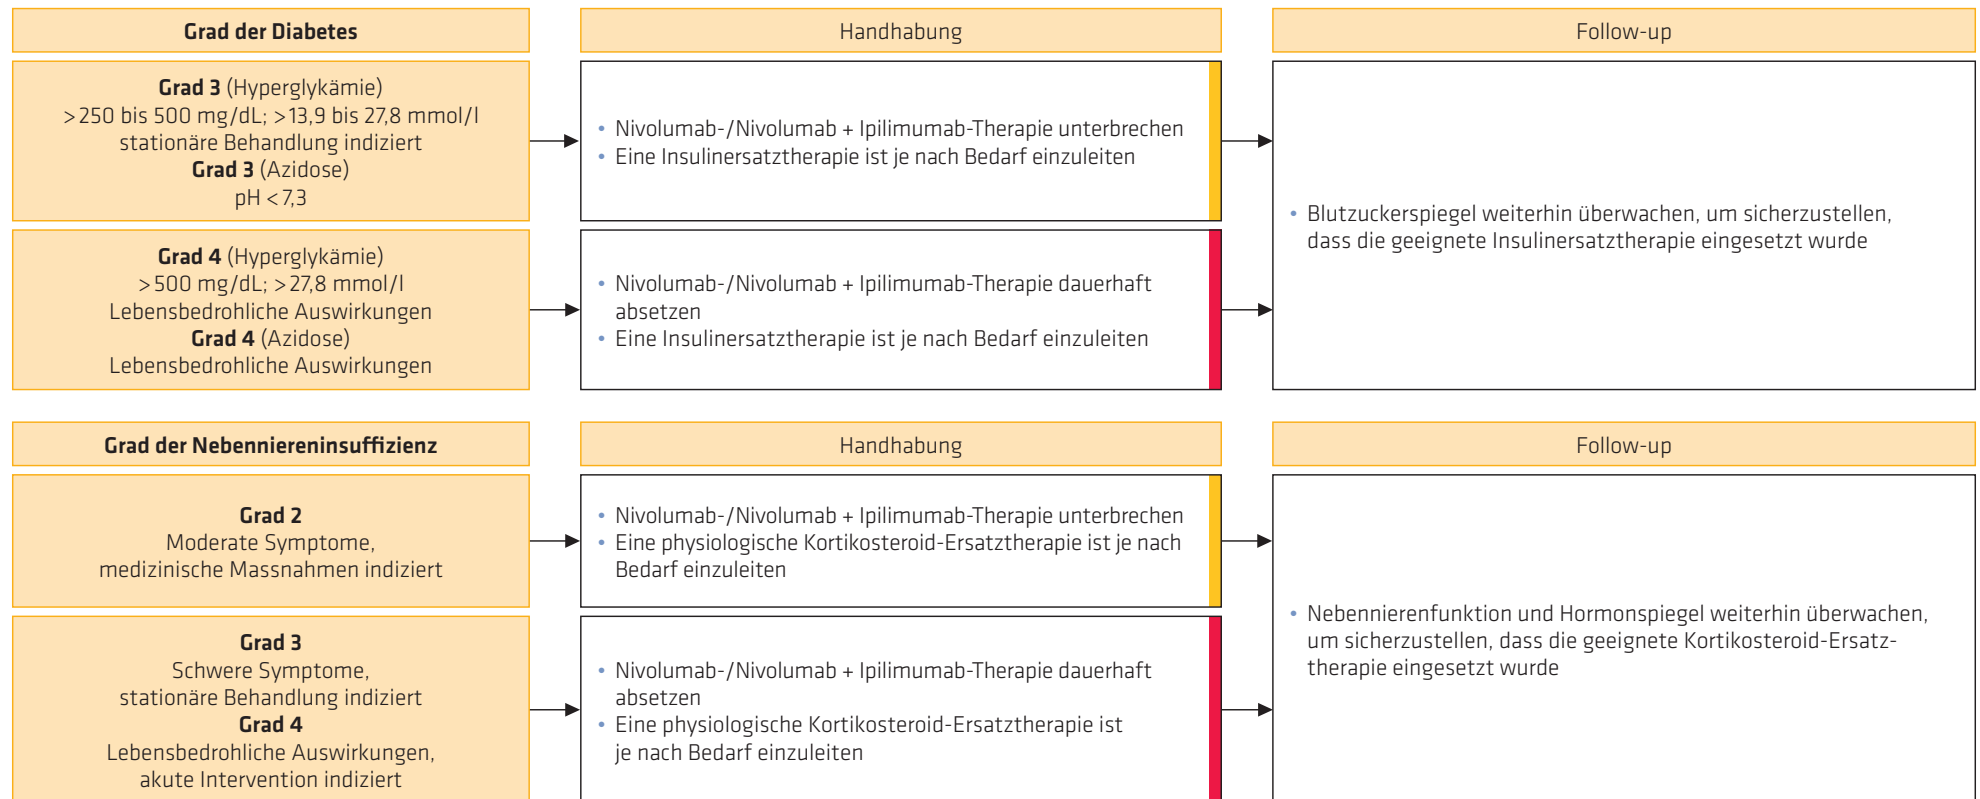 Grad der Diabetes
Handhabung
Follow-up
Grad 3 (Hyperglykämie)
>250 bis 500 mg/dL; >13,9 bis 27,8 mmol/l
stationäre Behandlung indiziert
Grad 3 (Azidose)
pH <7,3
• Nivolumab-/Nivolumab + Ipilimumab-Therapie unterbrechen
• Eine Insulinersatztherapie ist je nach Bedarf einzuleiten
• Blutzuckerspiegel weiterhin überwachen, um sicherzustellen,
dass die geeignete Insulinersatztherapie eingesetzt wurde
Grad 4 (Hyperglykämie)
>500 mg/dL; >27,8 mmol/l
Lebensbedrohliche Auswirkungen
Grad 4 (Azidose)
Lebensbedrohliche Auswirkungen
• Nivolumab-/Nivolumab + Ipilimumab-Therapie dauerhaft
absetzen
• Eine Insulinersatztherapie ist je nach Bedarf einzuleiten
Grad der Nebenniereninsuffizienz
Handhabung
Follow-up
Grad 2
Moderate Symptome,
medizinische Massnahmen indiziert
• Nivolumab-/Nivolumab + Ipilimumab-Therapie unterbrechen
• Eine physiologische Kortikosteroid-Ersatztherapie ist je nach
Bedarf einzuleiten
• Nebennierenfunktion und Hormonspiegel weiterhin überwachen,
um sicherzustellen, dass die geeignete Kortikosteroid-Ersatz-
therapie eingesetzt wurde
Grad 3
Schwere Symptome,
stationäre Behandlung indiziert
Grad 4
Lebensbedrohliche Auswirkungen,
akute Intervention indiziert
• Nivolumab-/Nivolumab + Ipilimumab-Therapie dauerhaft
absetzen
• Eine physiologische Kortikosteroid-Ersatztherapie ist
je nach Bedarf einzuleiten